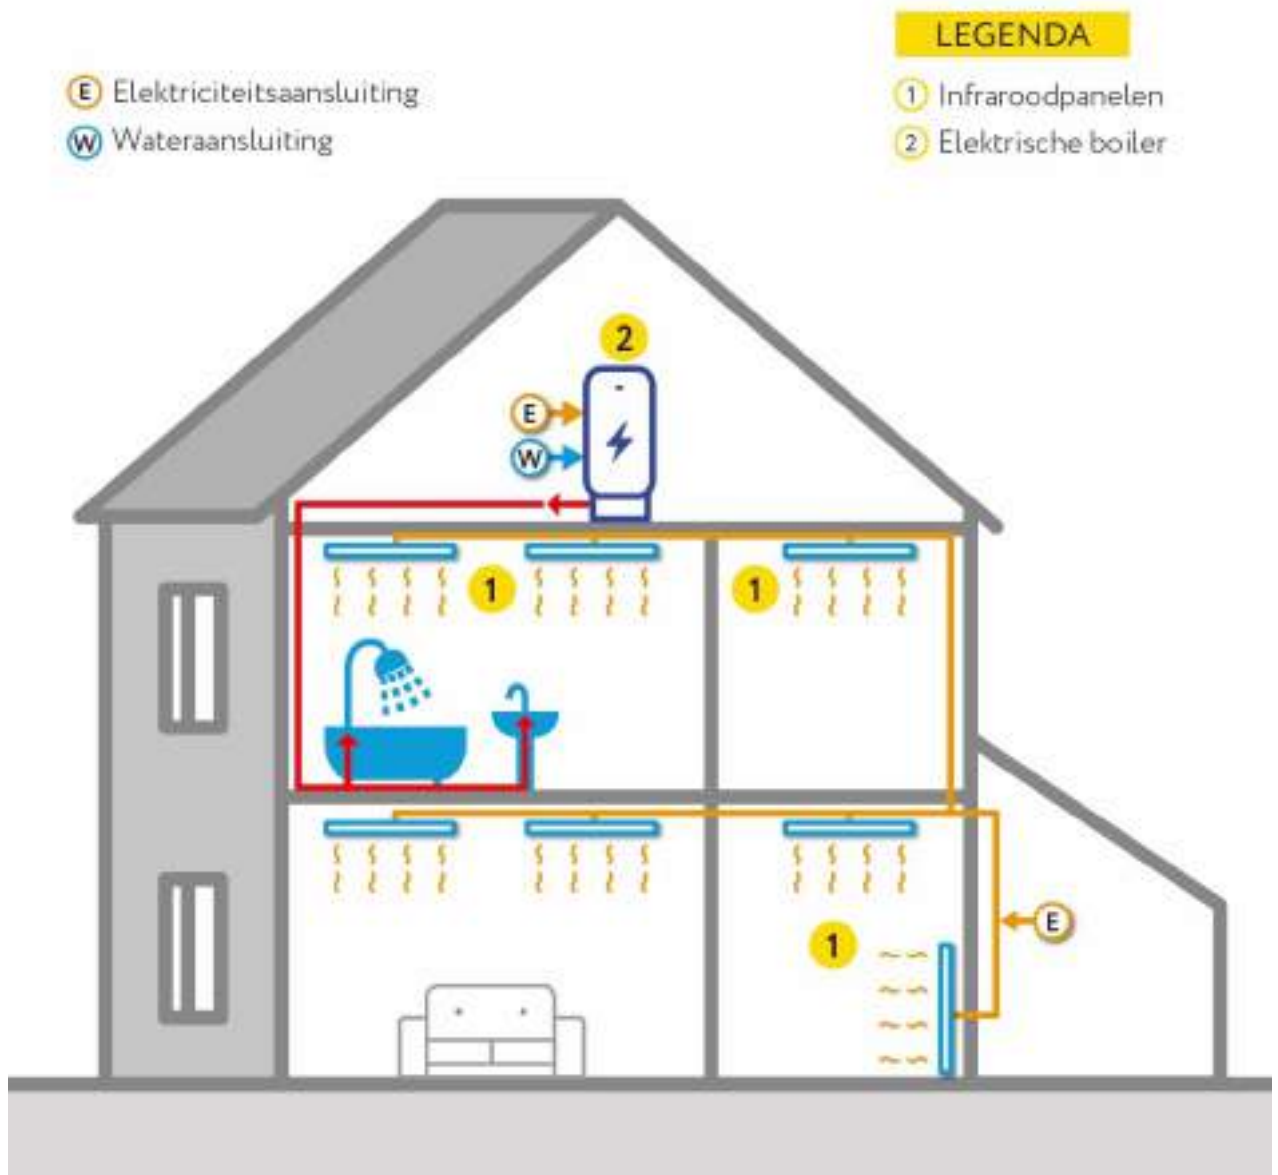 LEGENDA
E Elektriciteitsaansluiting
W Wateraansluiting
1 Infraroodpanelen
2 Elektrische boiler
2
E
W
1
1
E
1